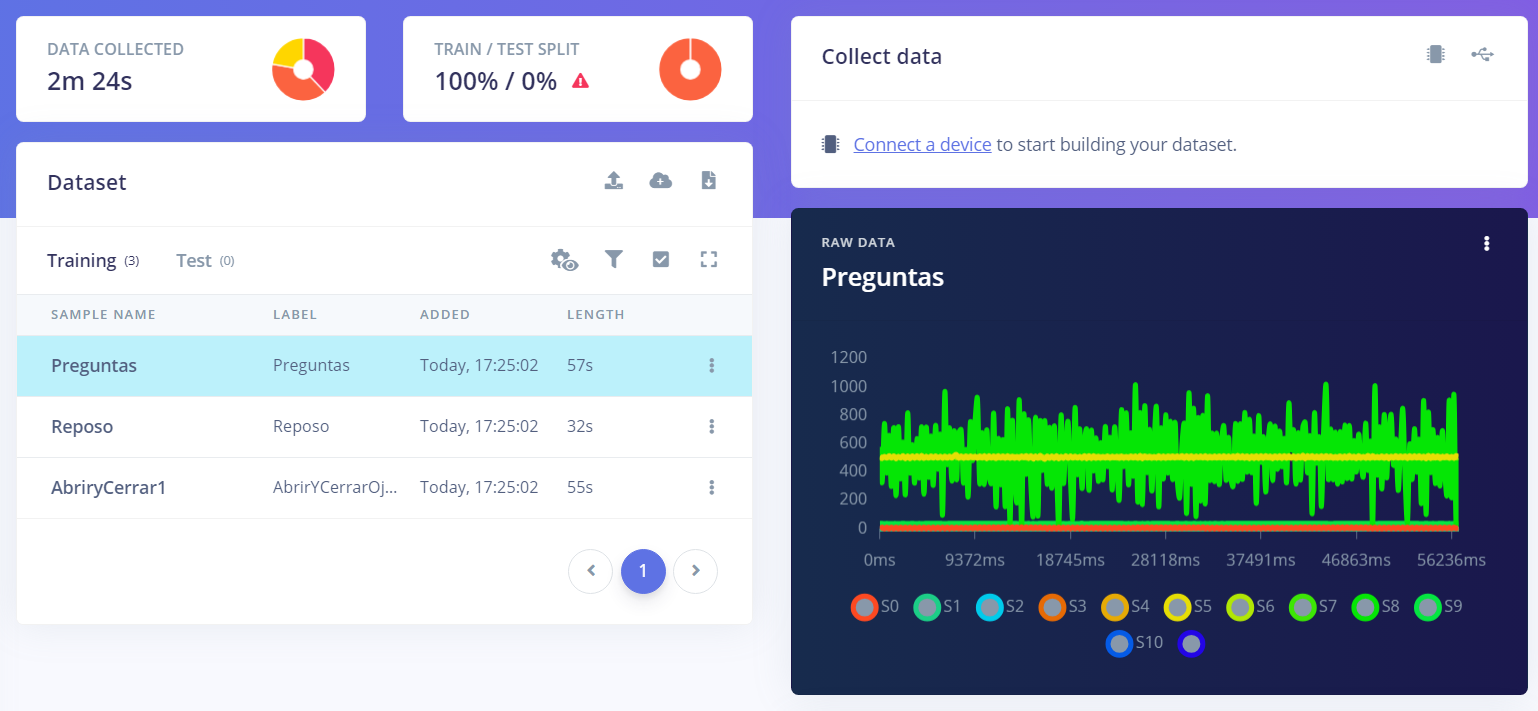 DATA COLLECTED
2m 24s
TRAIN / TEST SPLIT
100% / 0%
Collect data
Connect a device to start building your dataset.
Dataset
Training (3) Test (0)
SAMPLE NAME LABEL ADDED LENGTH
Preguntas Preguntas Today, 17:25:02 57s
Reposo Reposo Today, 17:25:02 32s
AbriryCerrar1 AbrirYCerrarOj... Today, 17:25:02 55s
1
RAW DATA
Preguntas
1200
1000
800
600
400
200
0
0ms 9372ms 18745ms 28118ms 37491ms 46863ms 56236ms
S0 S1 S2 S3 S4 S5 S6 S7 S8 S9
S10